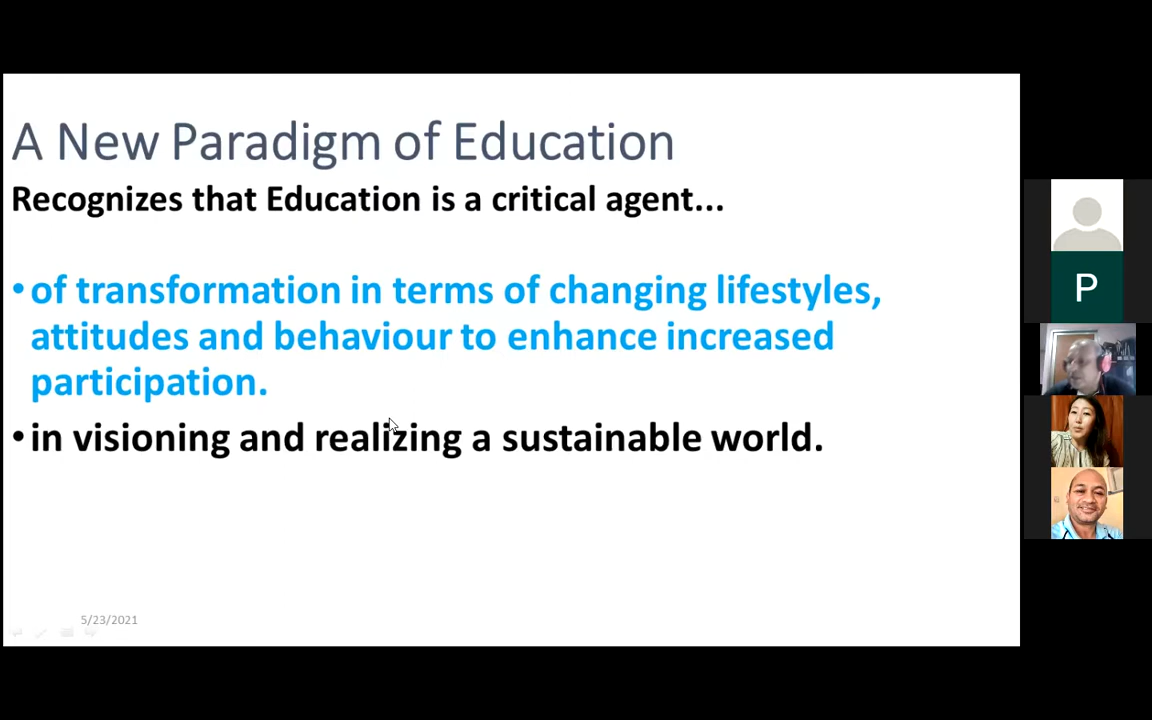 A New Paradigm of Education
Recognizes that Education is a critical agent...
• of transformation in terms of changing lifestyles,
attitudes and behaviour to enhance increased
participation.
• in visioning and realizing a sustainable world.
5/23/2021
P